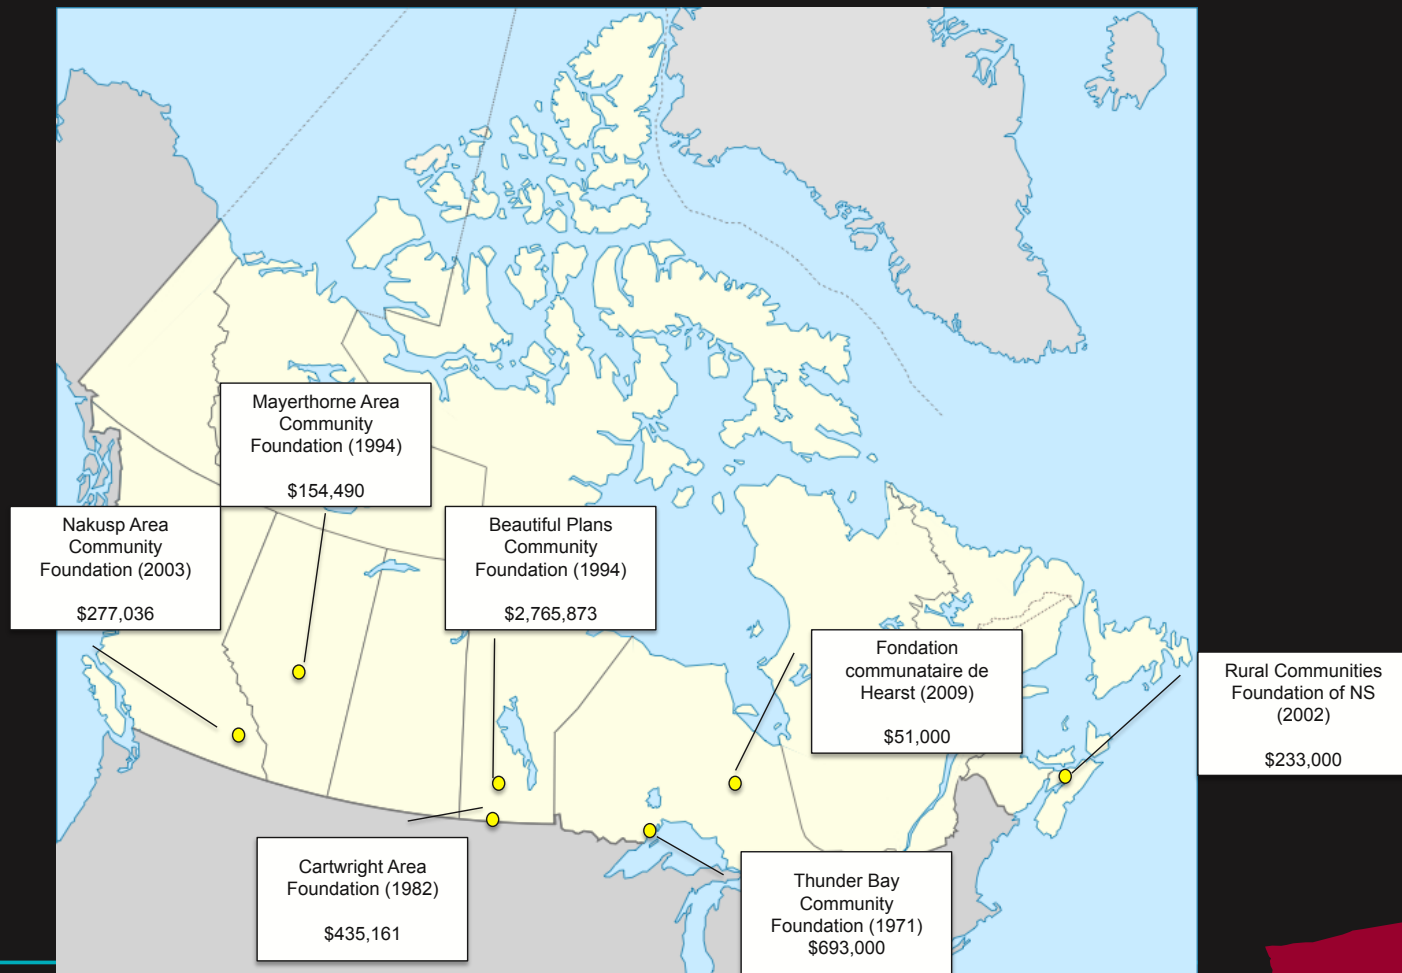 Mayerthorne Area
Community
Foundation (1994)
$154,490
Nakusp Area
Community
Foundation (2003)
$277,036
Beautiful Plans
Community
Foundation (1994)
$2,765,873
Fondation
communataire de
Hearst (2009)
$51,000
Rural Communities
Foundation of NS
(2002)
$233,000
Cartwright Area
Foundation (1982)
$435,161
Thunder Bay
Community
Foundation (1971)
$693,000